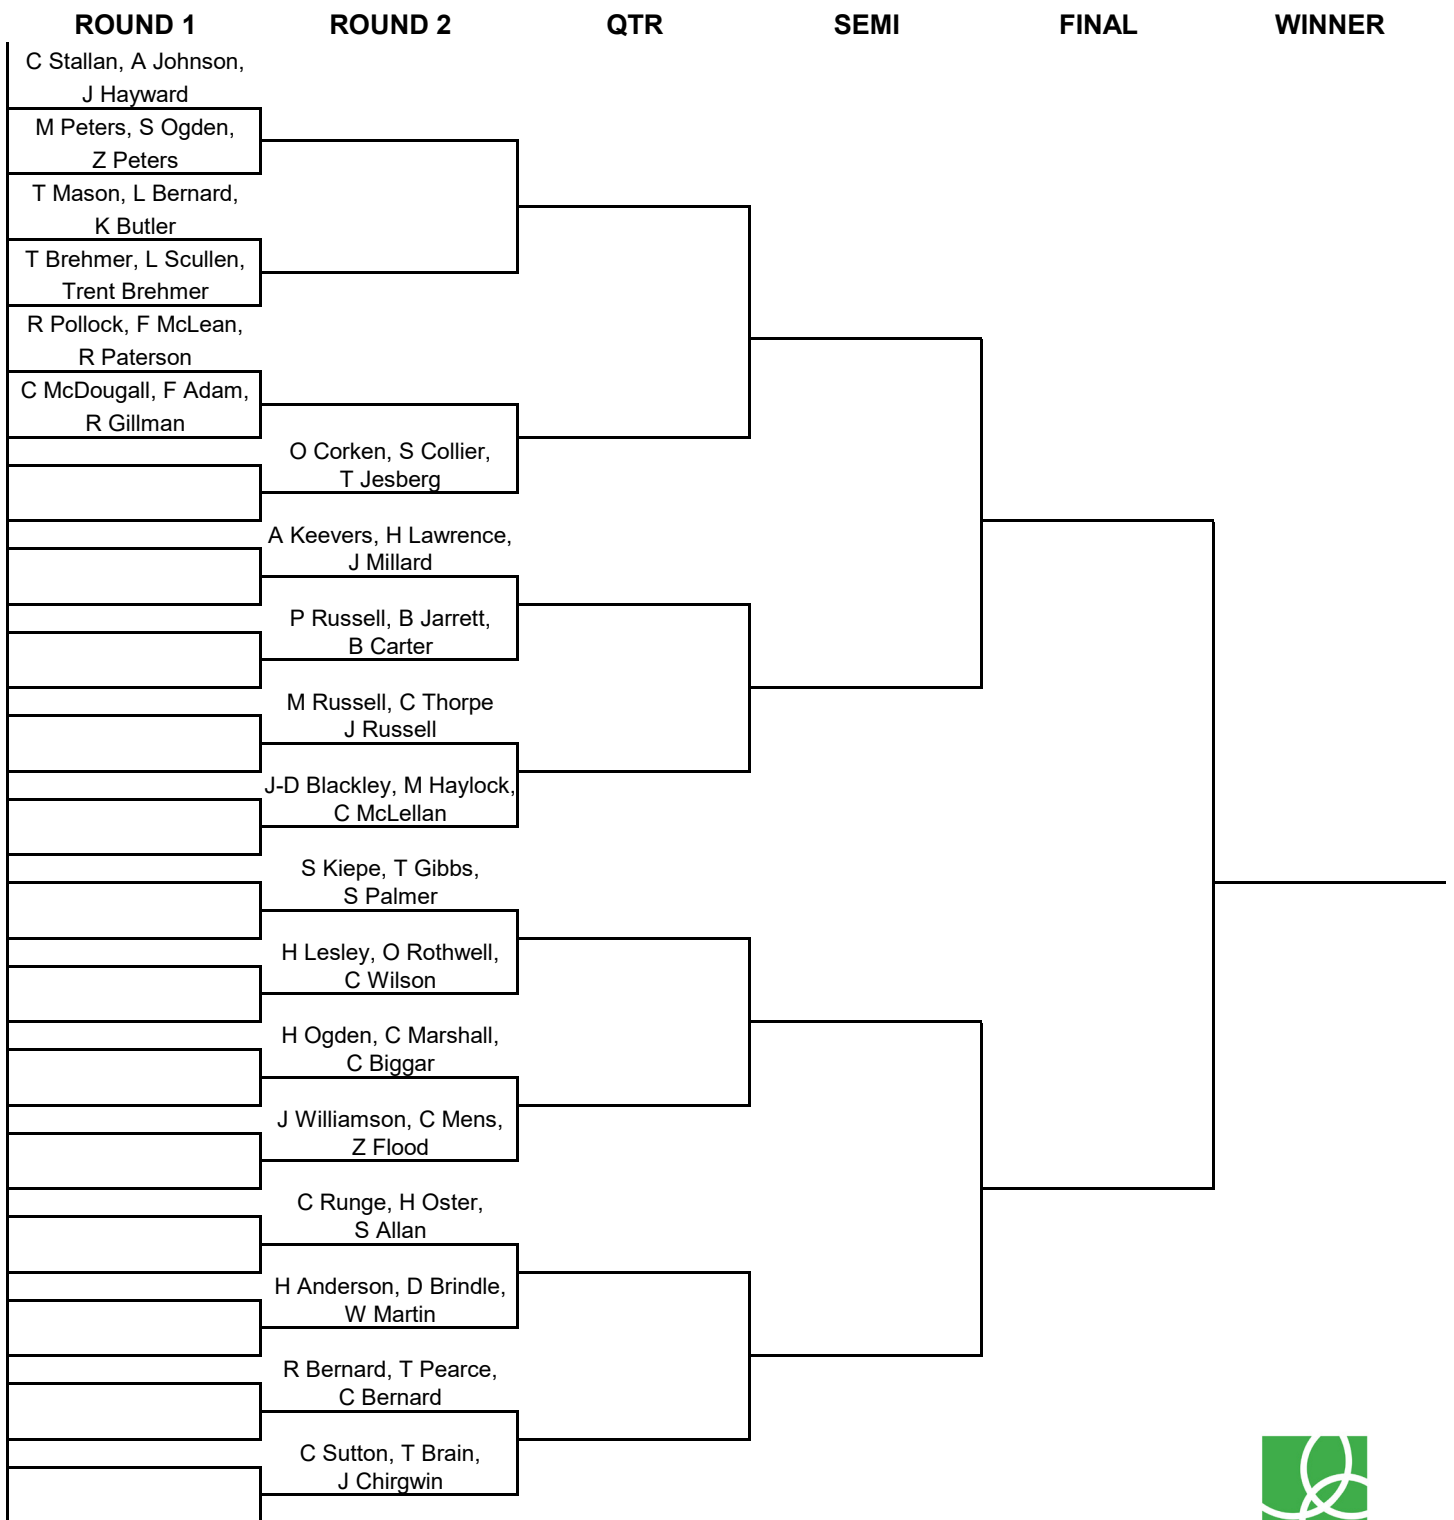 ROUND 1 ROUND 2 QTR SEMI FINAL WINNER
C Stallan, A Johnson,
J Hayward
M Peters, S Ogden,
Z Peters
T Mason, L Bernard,
K Butler
T Brehmer, L Scullen,
Trent Brehmer
R Pollock, F McLean,
R Paterson
C McDougall, F Adam,
R Gillman
O Corken, S Collier,
T Jesberg
A Keevers, H Lawrence,
J Millard
P Russell, B Jarrett,
B Carter
M Russell, C Thorpe
J Russell
J-D Blackley, M Haylock,
C McLellan
S Kiepe, T Gibbs,
S Palmer
H Lesley, O Rothwell,
C Wilson
H Ogden, C Marshall,
C Biggar
J Williamson, C Mens,
Z Flood
C Runge, H Oster,
S Allan
H Anderson, D Brindle,
W Martin
R Bernard, T Pearce,
C Bernard
C Sutton, T Brain,
J Chirgwin